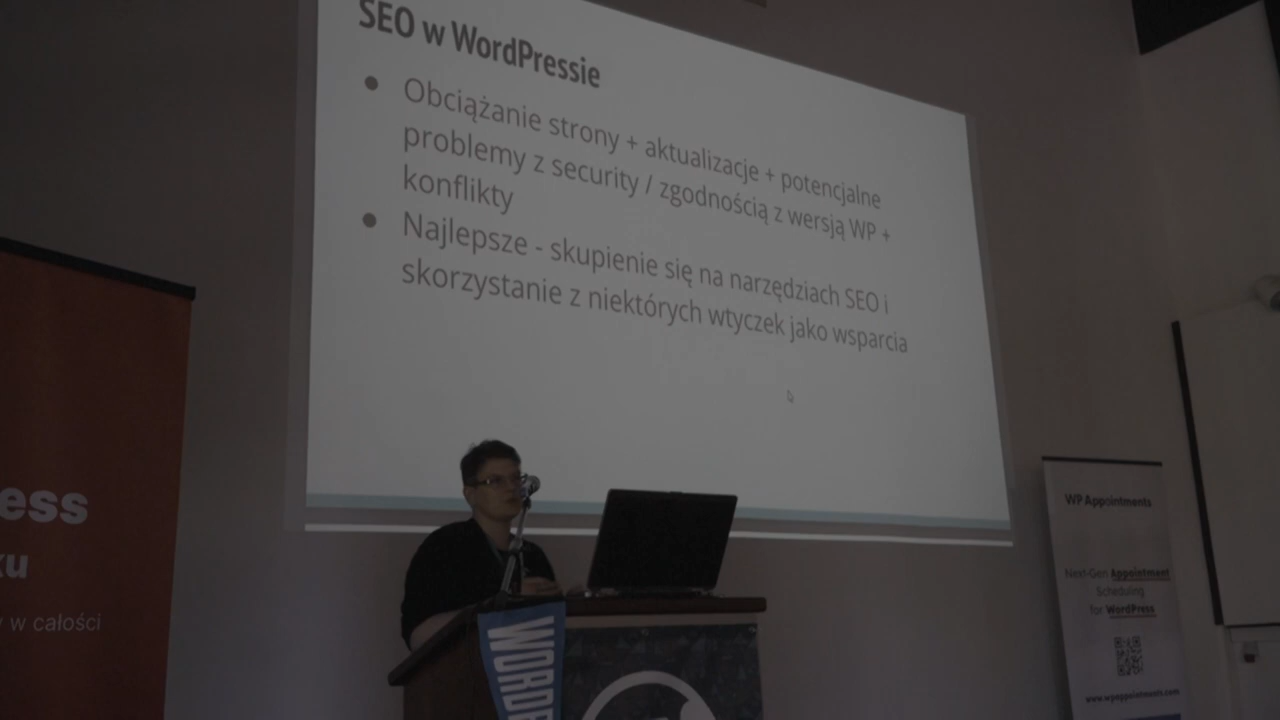 SEO w WordPressie
Obciążanie strony + aktualizacje + potencjalne
problemy z security / zgodnością z wersją WP +
konflikty
Najlepsze - skupienie się na narzędziach SEO i
skorzystanie z niektórych wtyczek jako wsparcia
ess
ku
w całości
WORD
WP Appointments
Next-Gen Appointment
Scheduling
for WordPress
www.wpappointments.com